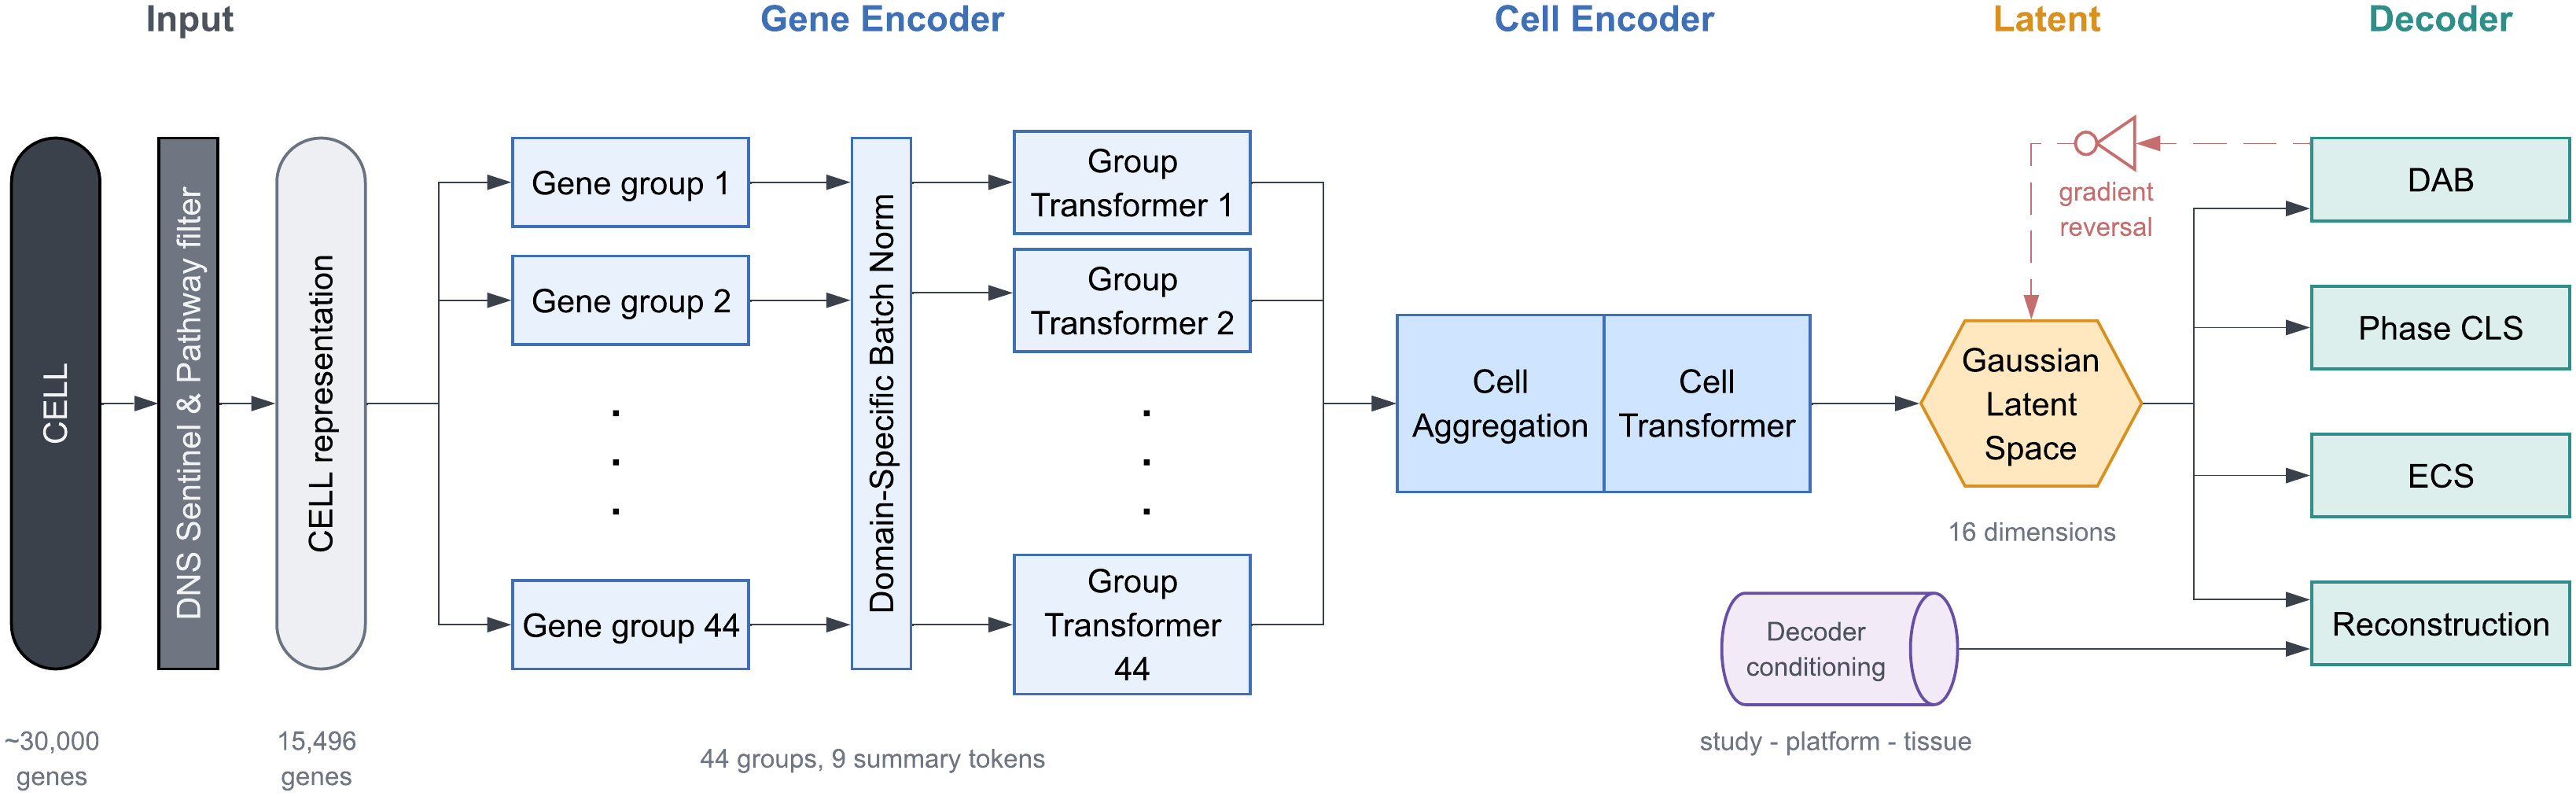 Input
Gene Encoder
Cell Encoder
Latent
Decoder
CELL
DNS Sentinel & Pathway filter
CELL representation
Gene group 1
Gene group 2
.
.
.
Gene group 44
Domain-Specific Batch Norm
Group
Transformer 1
Group
Transformer 2
.
.
.
Group
Transformer
44
Cell
Aggregation
Cell
Transformer
gradient
reversal
Gaussian
Latent
Space
16 dimensions
DAB
Phase CLS
ECS
Reconstruction
Decoder
conditioning
study - platform - tissue
~30,000
genes
15,496
genes
44 groups, 9 summary tokens